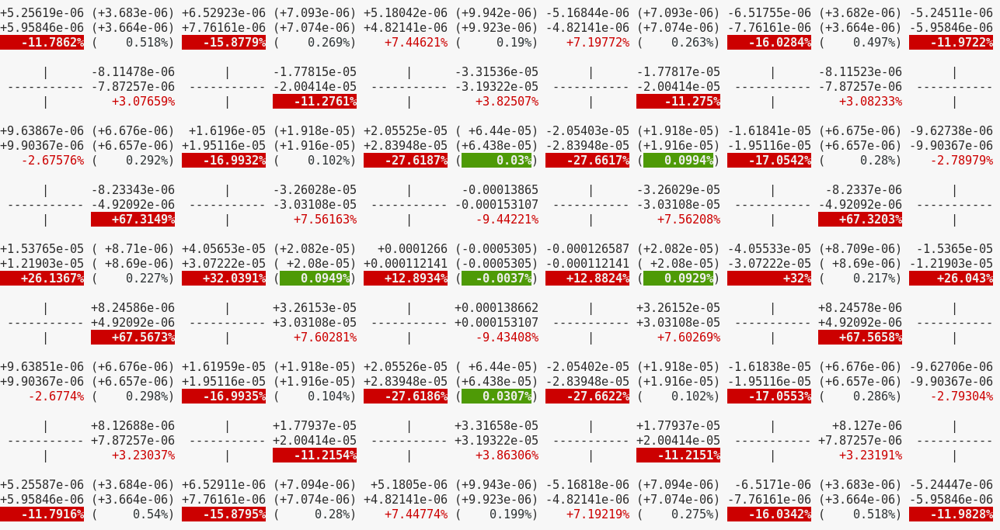 +5.25619e-06 (+3.683e-06) +6.52923e-06 (+7.093e-06) +5.18042e-06 (+9.942e-06) -5.16844e-06 (+7.093e-06) -6.51755e-06 (+3.682e-06) -5.24511e-06
+5.95846e-06 (+3.664e-06) +7.76161e-06 (+7.074e-06) +4.82141e-06 (+9.923e-06) -4.82141e-06 (+7.074e-06) -7.76161e-06 (+3.664e-06) -5.95846e-06
-11.7862% ( 0.518%) -15.8779% ( 0.269%) +7.44621% ( 0.19%) +7.19772% ( 0.263%) -16.0284% ( 0.497%) -11.9722%
| -8.11478e-06 | -1.77815e-05 | -3.31536e-05 | -1.77817e-05 | -8.11523e-06 |
----------- -7.87257e-06 ----------- -2.00414e-05 ----------- -3.19322e-05 ----------- -2.00414e-05 ----------- -7.87257e-06 -----------
| +3.07659% | -11.2761% | +3.82507% | -11.275% | +3.08233% |
+9.63867e-06 (+6.676e-06) +1.6196e-05 (+1.918e-05) +2.05525e-05 ( +6.44e-05) -2.05403e-05 (+1.918e-05) -1.61841e-05 (+6.675e-06) -9.62738e-06
+9.90367e-06 (+6.657e-06) +1.95116e-05 (+1.916e-05) +2.83948e-05 (+6.438e-05) -2.83948e-05 (+1.916e-05) -1.95116e-05 (+6.657e-06) -9.90367e-06
-2.67576% ( 0.292%) -16.9932% ( 0.102%) -27.6187% ( 0.03%) -27.6617% ( 0.0994%) -17.0542% ( 0.28%) -2.78979%
| -8.23343e-06 | -3.26028e-05 | -0.00013865 | -3.26029e-05 | -8.2337e-06 |
----------- -4.92092e-06 ----------- -3.03108e-05 ----------- -0.000153107 ----------- -3.03108e-05 ----------- -4.92092e-06 -----------
| +67.3149% | +7.56163% | -9.44221% | +7.56208% | +67.3203% |
+1.53765e-05 ( +8.71e-06) +4.05653e-05 (+2.082e-05) +0.0001266 (-0.0005305) -0.000126587 (+2.082e-05) -4.05533e-05 (+8.709e-06) -1.5365e-05
+1.21903e-05 ( +8.69e-06) +3.07222e-05 ( +2.08e-05) +0.000112141 (-0.0005305) -0.000112141 ( +2.08e-05) -3.07222e-05 ( +8.69e-06) -1.21903e-05
+26.1367% ( 0.227%) +32.0391% ( 0.0949%) +12.8934% ( -0.0037%) +12.8824% ( 0.0929%) +32% ( 0.217%) +26.043%
| +8.24586e-06 | +3.26153e-05 | +0.000138662 | +3.26152e-05 | +8.24578e-06 |
----------- +4.92092e-06 ----------- +3.03108e-05 ----------- +0.000153107 ----------- +3.03108e-05 ----------- +4.92092e-06 -----------
| +67.5673% | +7.60281% | -9.43408% | +7.60269% | +67.5658% |
+9.63851e-06 (+6.676e-06) +1.61959e-05 (+1.918e-05) +2.05526e-05 ( +6.44e-05) -2.05402e-05 (+1.918e-05) -1.61838e-05 (+6.676e-06) -9.62706e-06
+9.90367e-06 (+6.657e-06) +1.95116e-05 (+1.916e-05) +2.83948e-05 (+6.438e-05) -2.83948e-05 (+1.916e-05) -1.95116e-05 (+6.657e-06) -9.90367e-06
-2.6774% ( 0.298%) -16.9935% ( 0.104%) -27.6186% ( 0.0307%) -27.6622% ( 0.102%) -17.0553% ( 0.286%) -2.79304%
| +8.12688e-06 | +1.77937e-05 | +3.31658e-05 | +1.77937e-05 | +8.127e-06 |
----------- +7.87257e-06 ----------- +2.00414e-05 ----------- +3.19322e-05 ----------- +2.00414e-05 ----------- +7.87257e-06 -----------
| +3.23037% | -11.2154% | +3.86306% | -11.2151% | +3.23191% |
+5.25587e-06 (+3.684e-06) +6.52911e-06 (+7.094e-06) +5.1805e-06 (+9.943e-06) -5.16818e-06 (+7.094e-06) -6.5171e-06 (+3.683e-06) -5.24447e-06
+5.95846e-06 (+3.664e-06) +7.76161e-06 (+7.074e-06) +4.82141e-06 (+9.923e-06) -4.82141e-06 (+7.074e-06) -7.76161e-06 (+3.664e-06) -5.95846e-06
-11.7916% ( 0.54%) -15.8795% ( 0.28%) +7.44774% ( 0.199%) +7.19219% ( 0.275%) -16.0342% ( 0.518%) -11.9828%